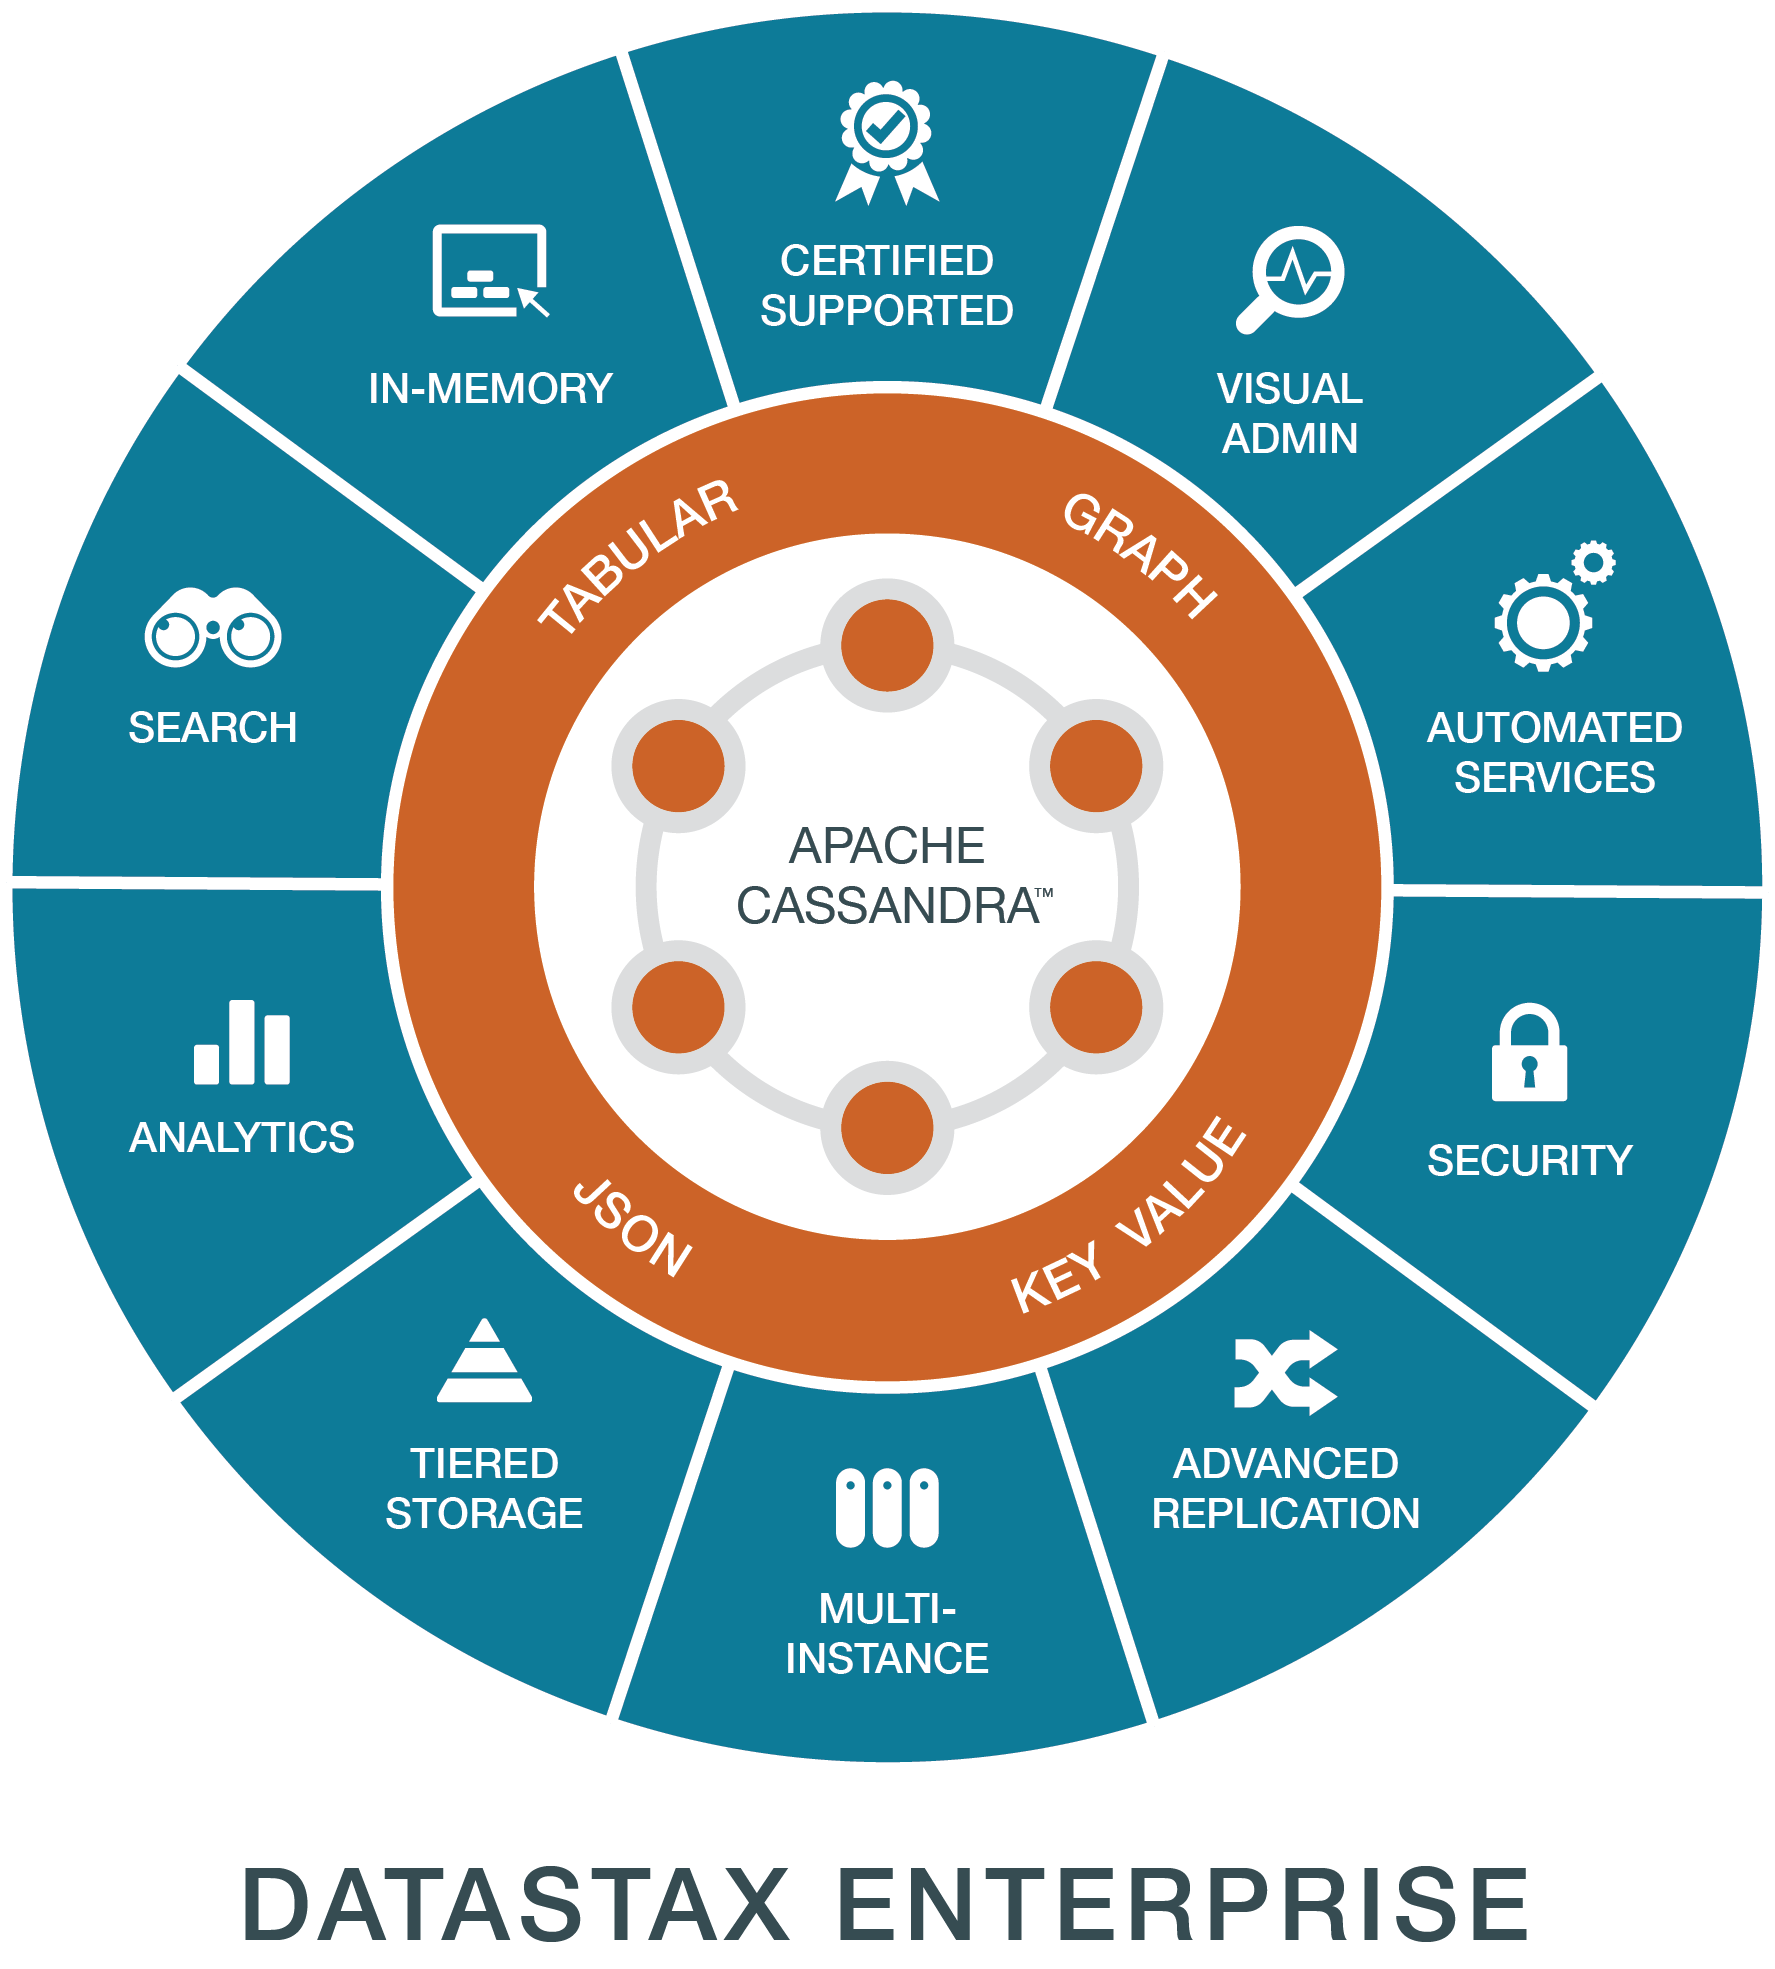 CERTIFIED
SUPPORTED
VISUAL
ADMIN
AUTOMATED
SERVICES
SECURITY
ADVANCED
REPLICATION
MULTI-
INSTANCE
TIERED
STORAGE
ANALYTICS
SEARCH
IN-MEMORY
TABULAR
GRAPH
KEY VALUE
JSON
APACHE
CASSANDRA™
DATASTAX ENTERPRISE